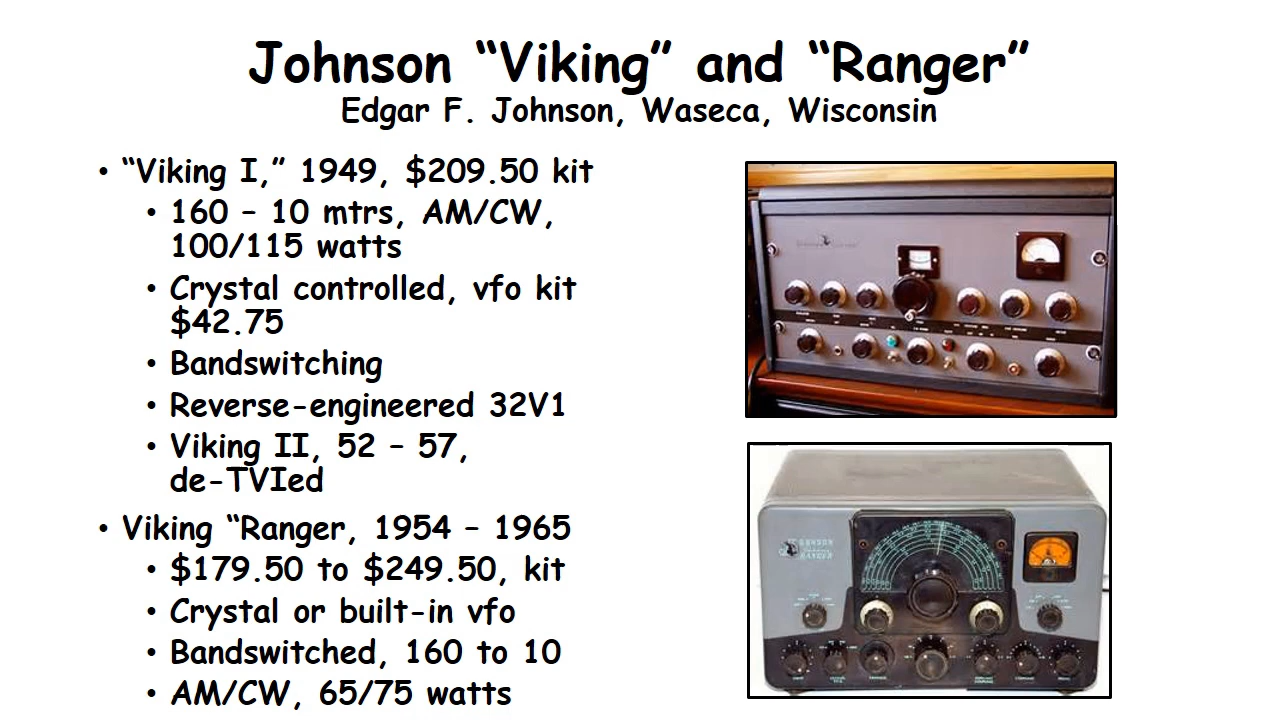 Johnson “Viking” and “Ranger”
Edgar F. Johnson, Waseca, Wisconsin
• “Viking I,” 1949, $209.50 kit
• 160 – 10 mtrs, AM/CW,
100/115 watts
• Crystal controlled, vfo kit
$42.75
• Bandswitching
• Reverse-engineered 32V1
• Viking II, 52 – 57,
de-TVIed
• Viking “Ranger, 1954 – 1965
• $179.50 to $249.50, kit
• Crystal or built-in vfo
• Bandswitched, 160 to 10
• AM/CW, 65/75 watts
JOHNSON
RANGER